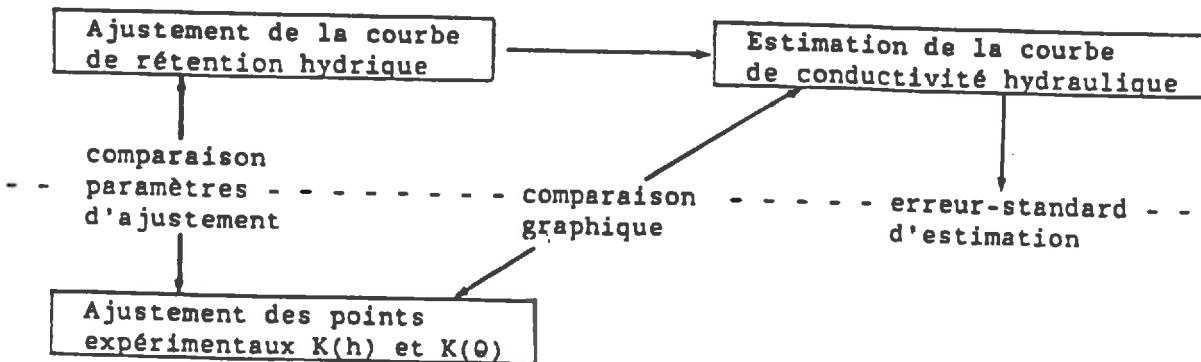 Ajustement de la courbe
de rétention hydrique
Estimation de la courbe
de conductivité hydraulique
comparaison
paramètres
d'ajustement
comparaison
graphique
erreur-standard
d'estimation
Ajustement des points
expérimentaux K(h) et K(θ)